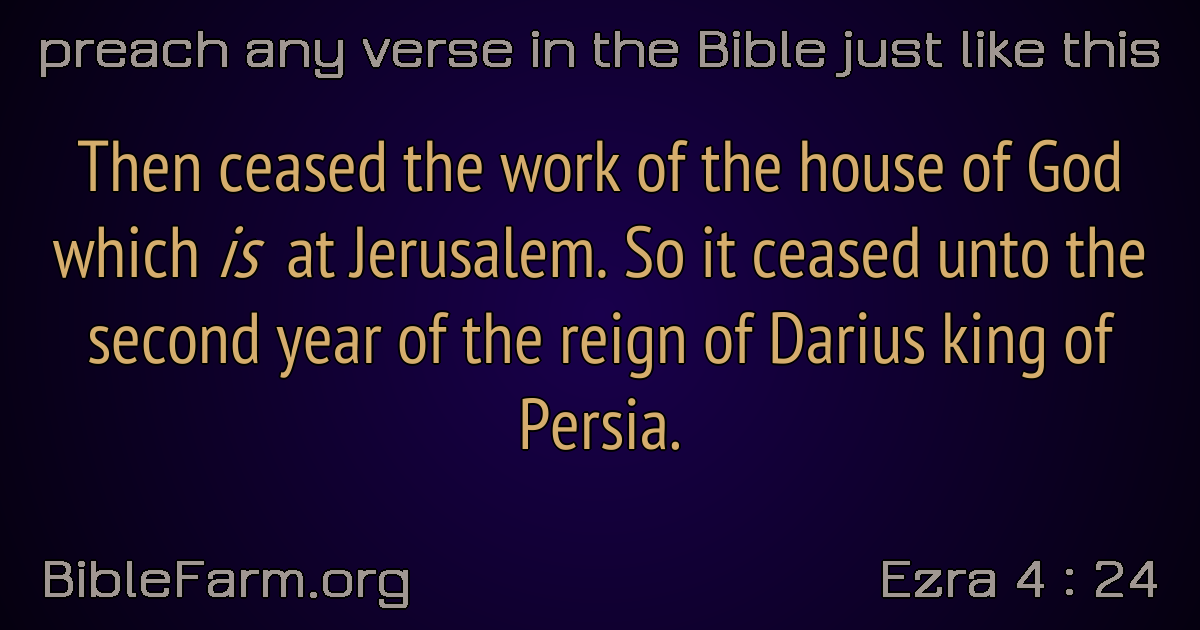 preach any verse in the Bible just like this
Then ceased the work of the house of God
which is at Jerusalem. So it ceased unto the
second year of the reign of Darius king of
Persia.
BibleFarm.org
Ezra 4 : 24